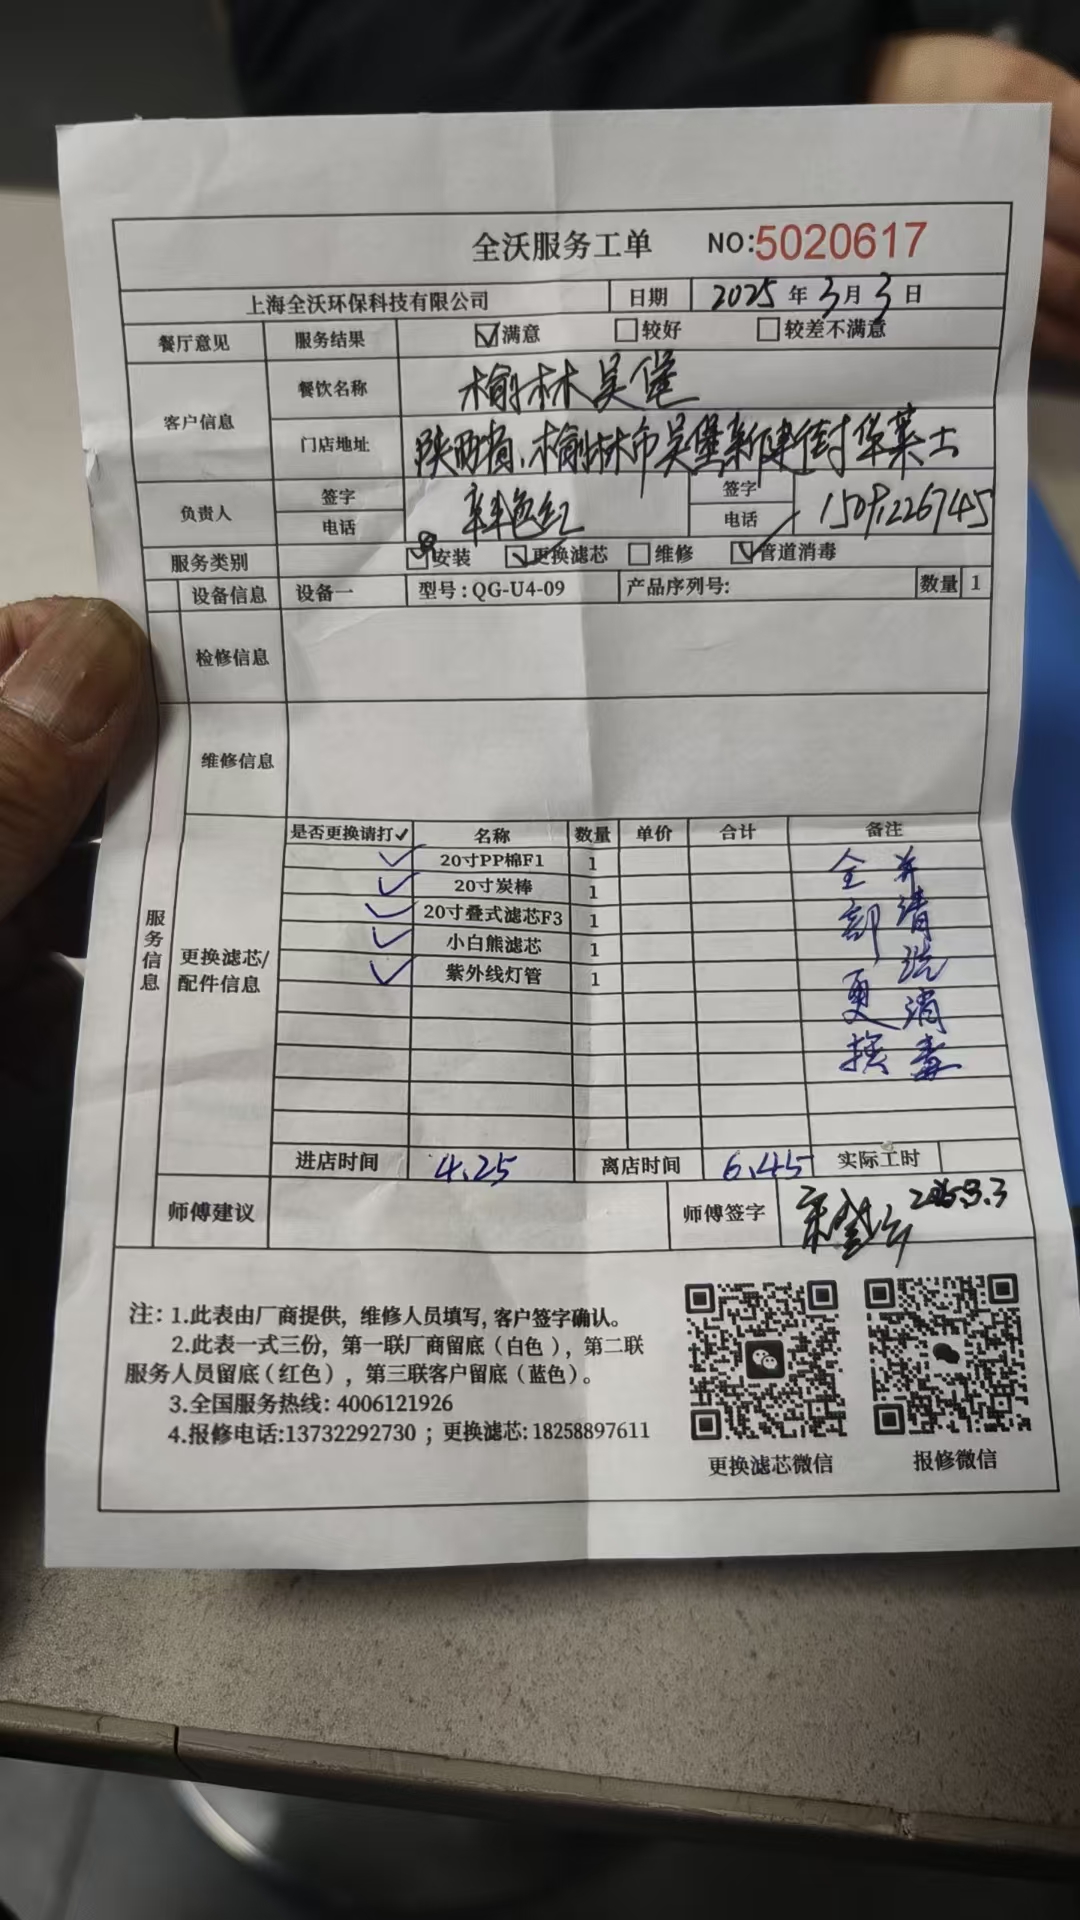 全沃服务工单 NO:5020617
上海全沃环保科技有限公司 日期 2025年3月3日
餐厅意见 服务结果 ☑满意 □较好 □较差不满意
客户信息 餐饮名称 榆林吴堡
门店地址 陕西省、榆林市吴堡新建街华莱士
负责人 签字 签字
电话 电话 15091226745
服务类别 安装 ☑更换滤芯 □维修 ☑管道消毒
设备信息 设备一 型号:QG-U4-09 产品序列号: 数量 1
检修信息
维修信息
服务信息
更换滤芯/配件信息
是否更换请打✓ 名称 数量 单价 合计 备注
✓ 20寸PP棉F1 1
✓ 20寸炭棒 1
✓ 20寸叠式滤芯F3 1
✓ 小白熊滤芯 1
✓ 紫外线灯管 1
全部更换
并清洗消毒
进店时间 4.25 离店时间 6.45 实际工时
师傅建议 师傅签字
注：1.此表由厂商提供，维修人员填写，客户签字确认。
2.此表一式三份，第一联厂商留底（白色），第二联
服务人员留底（红色），第三联客户留底（蓝色）。
3.全国服务热线：4006121926
4.报修电话:13732292730；更换滤芯:18258897611
更换滤芯微信 报修微信